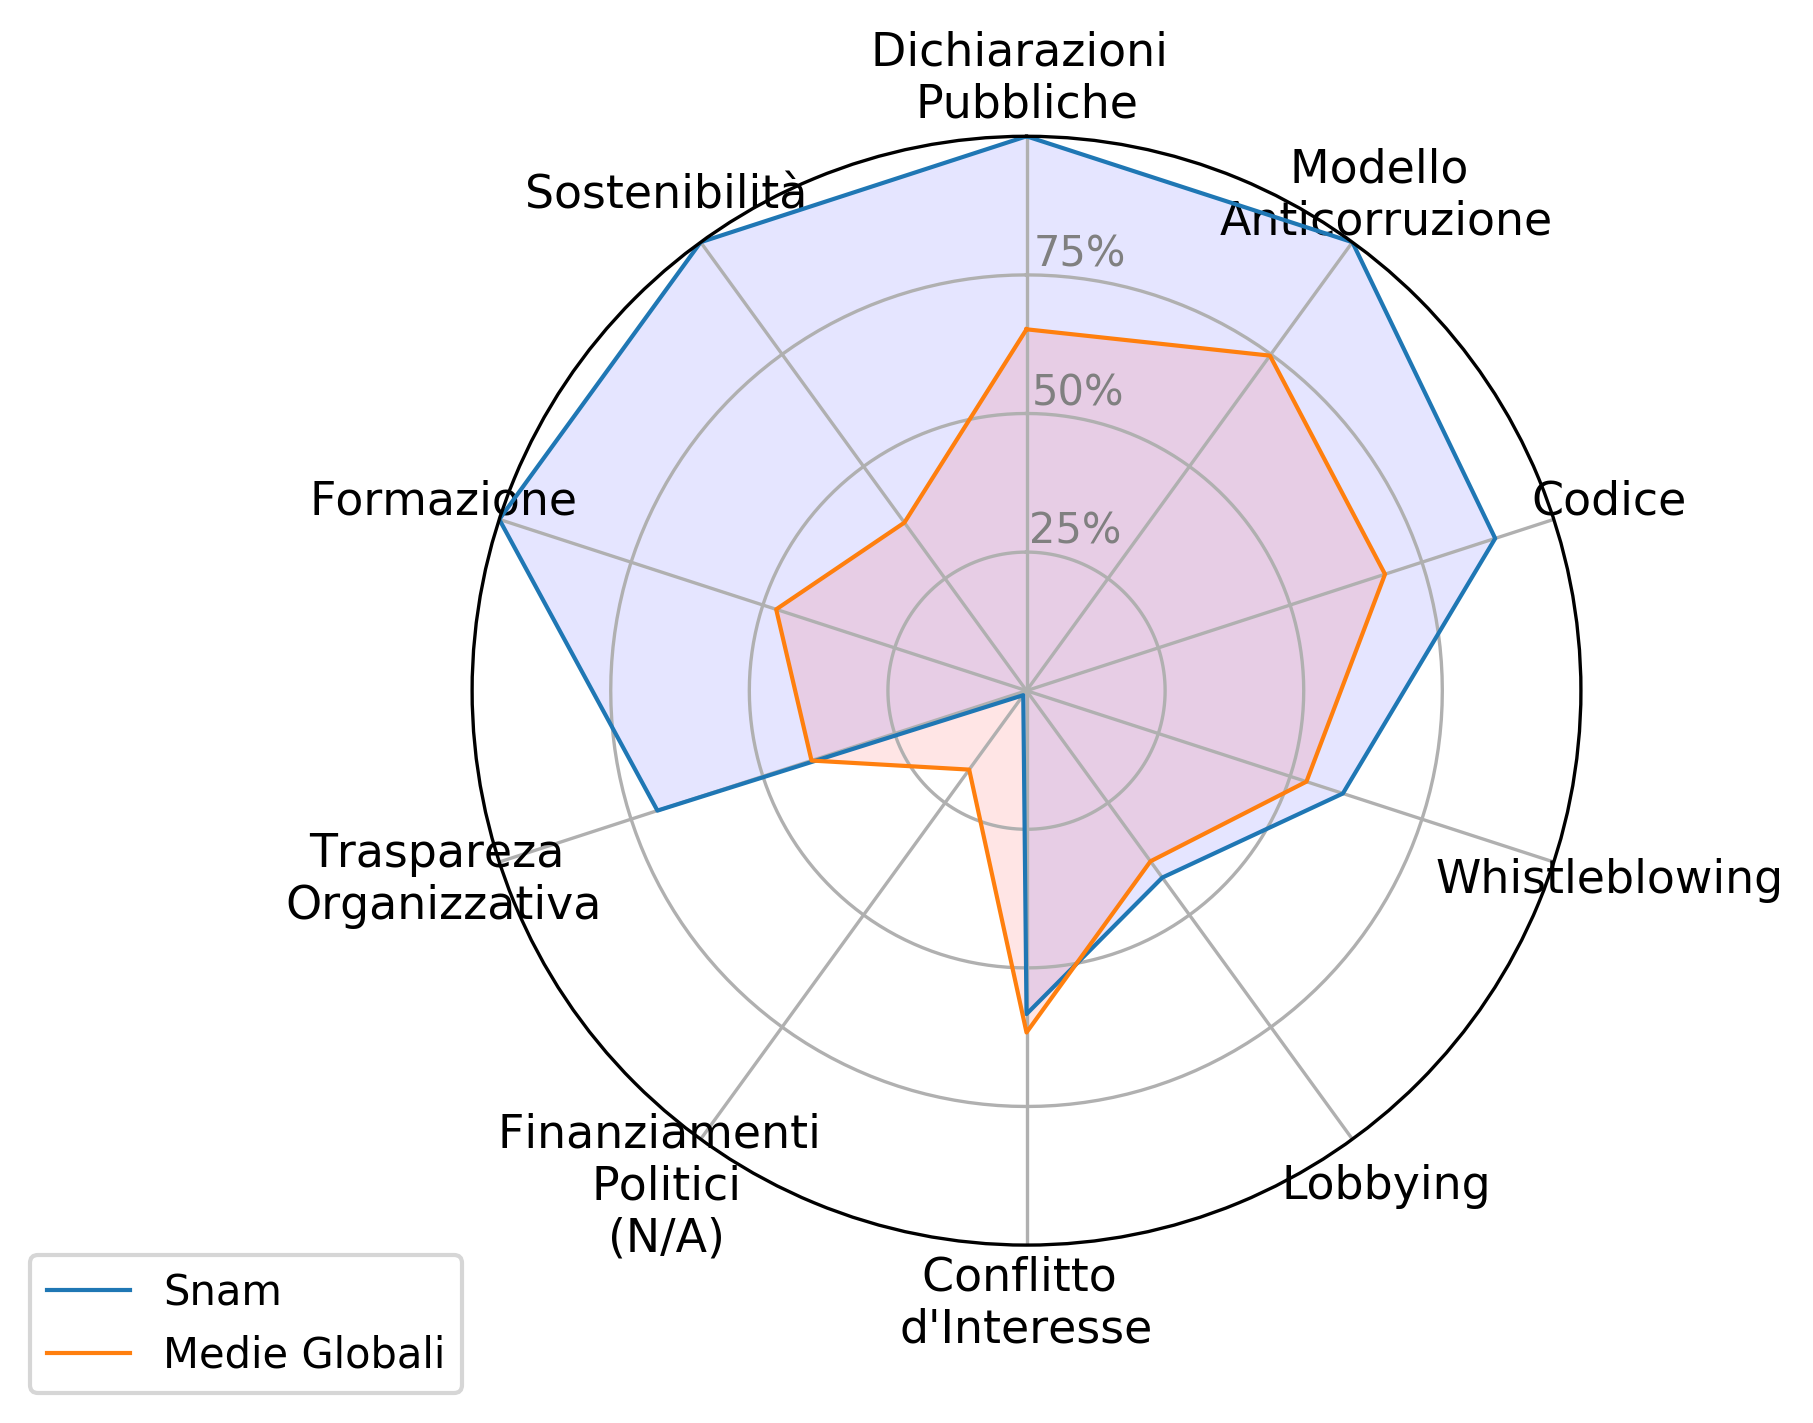 Dichiarazioni
Pubbliche
Modello
Anticorruzione
Sostenibilità
75%
50%
25%
Formazione
Codice
Traspareza
Organizzativa
Whistleblowing
Finanziamenti
Politici
(N/A)
Lobbying
Conflitto
d'Interesse
Snam
Medie Globali